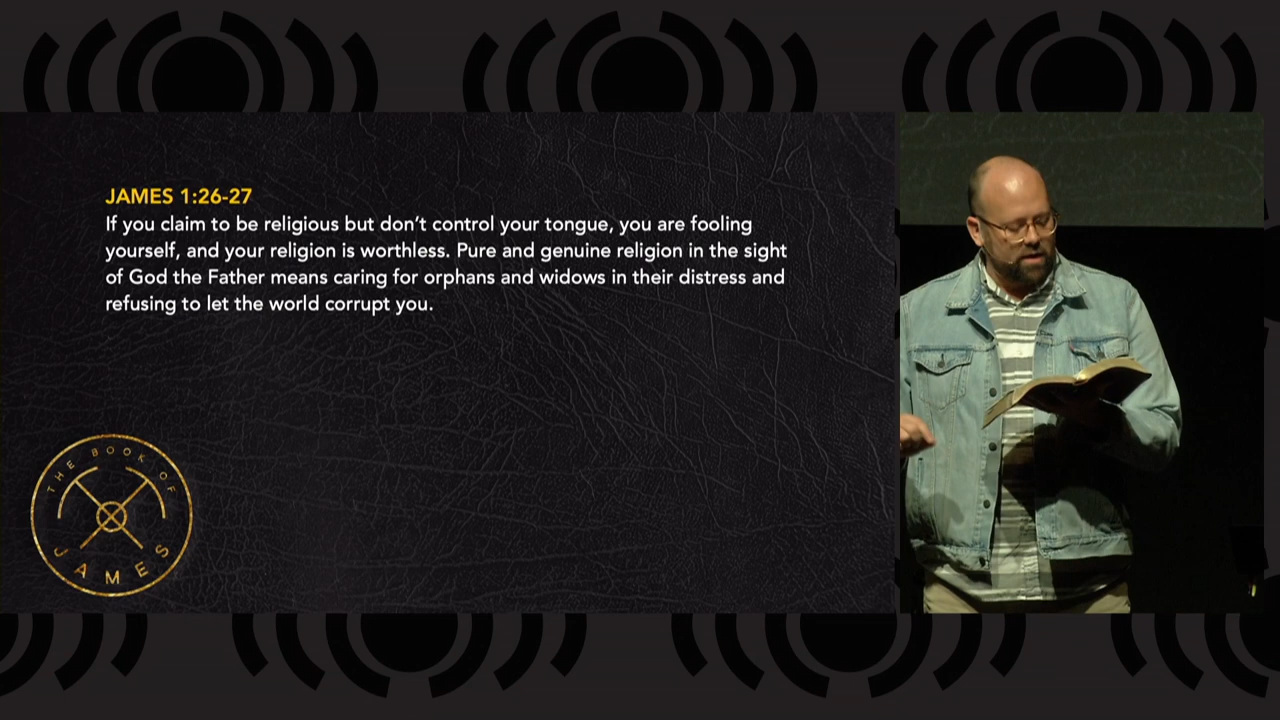 JAMES 1:26-27
If you claim to be religious but don’t control your tongue, you are fooling
yourself, and your religion is worthless. Pure and genuine religion in the sight
of God the Father means caring for orphans and widows in their distress and
refusing to let the world corrupt you.
THE BOOK OF
JAMES